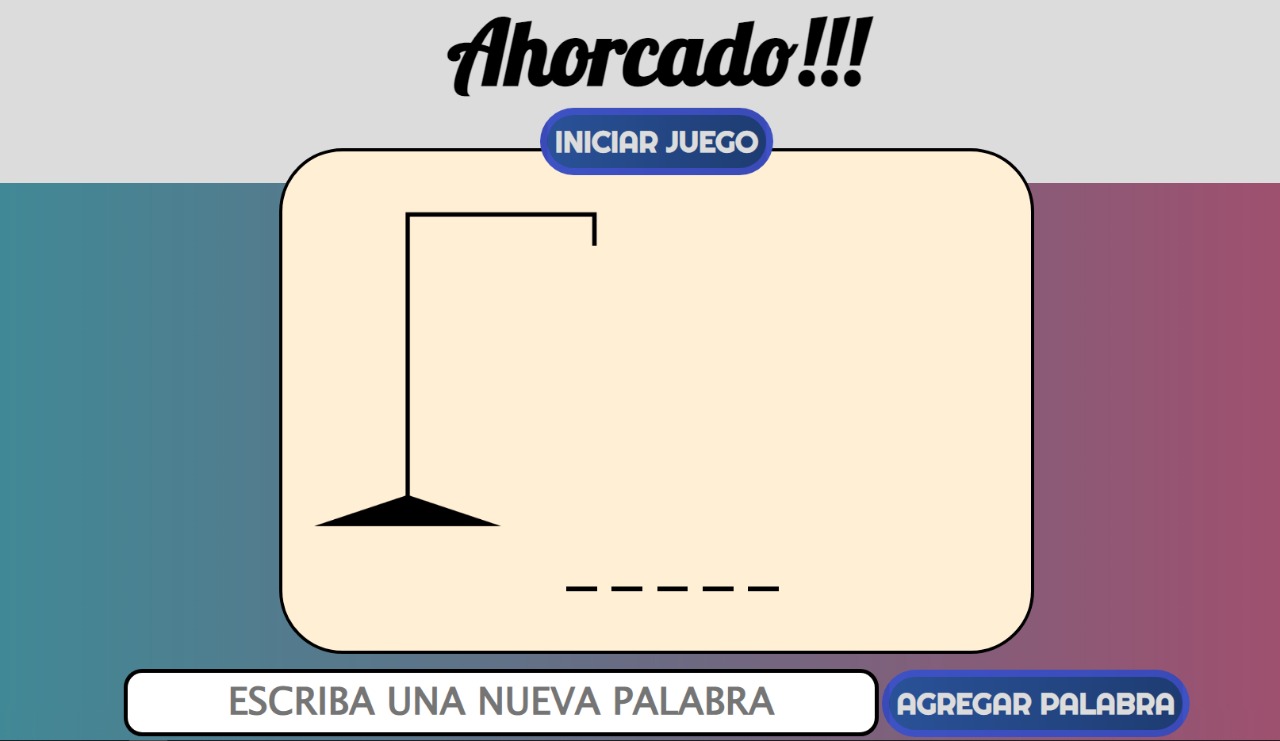 Ahorcado!!!
INICIAR JUEGO
_ _ _ _ _
ESCRIBA UNA NUEVA PALABRA
AGREGAR PALABRA